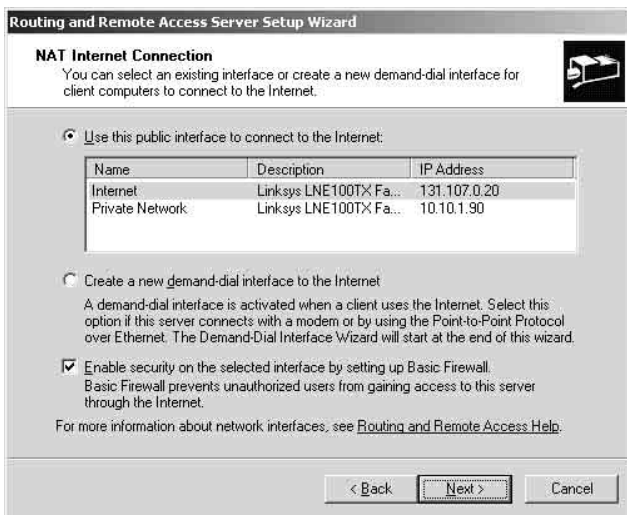 Routing and Remote Access Server Setup Wizard
NAT Internet Connection
You can select an existing interface or create a new demand-dial interface for
client computers to connect to the Internet.
Use this public interface to connect to the Internet:
Name Description IP Address
Internet Linksys LNE100TX Fa... 131.107.0.20
Private Network Linksys LNE100TX Fa... 10.10.1.90
Create a new demand-dial interface to the Internet
A demand-dial interface is activated when a client uses the Internet. Select this
option if this server connects with a modem or by using the Point-to-Point Protocol
over Ethernet. The Demand-Dial Interface Wizard will start at the end of this wizard.
Enable security on the selected interface by setting up Basic Firewall.
Basic Firewall prevents unauthorized users from gaining access to this server
through the Internet.
For more information about network interfaces, see Routing and Remote Access Help.
< Back Next > Cancel